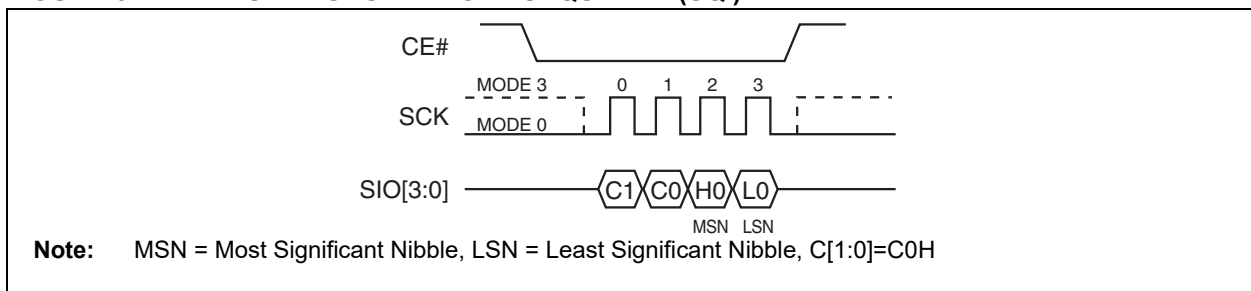 CE#
MODE 3 0 1 2 3
SCK
MODE 0
SIO[3:0] C1 C0 H0 L0
MSN LSN
Note: MSN = Most Significant Nibble, LSN = Least Significant Nibble, C[1:0]=C0H